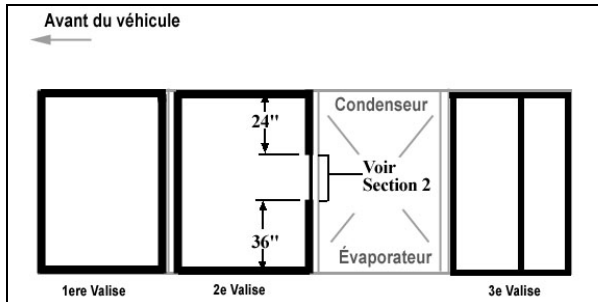 Avant du véhicule
Condenseur
24"
Voir
Section 2
36"
Évaporateur
1ere Valise
2e Valise
3e Valise